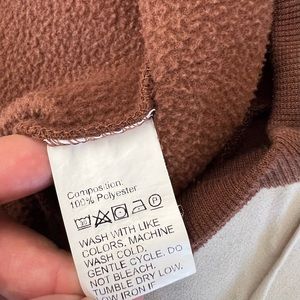 Composition:
100% Polyester
WASH WITH LIKE
COLORS, MACHINE
WASH COLD.
GENTLE CYCLE. DO
NOT BLEACH.
TUMBLE DRY LOW.
LOW IRON IF